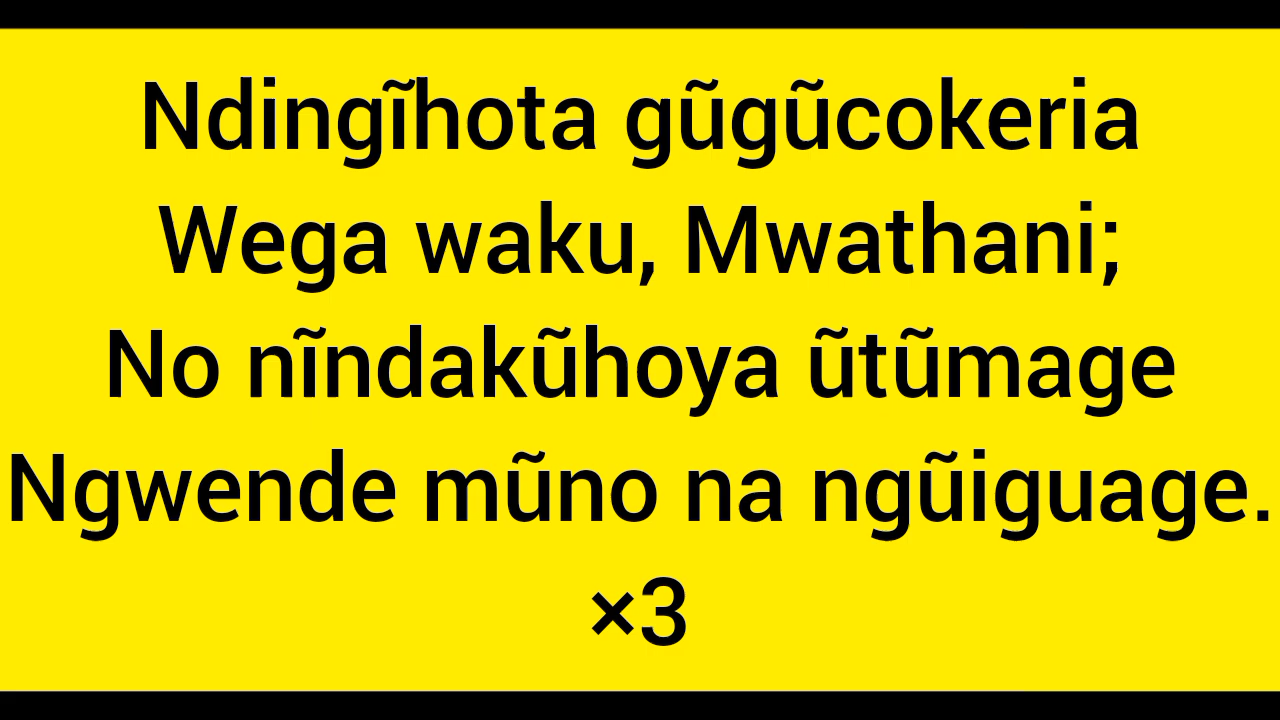 Ndingĩhota gũgũcokeria
Wega waku, Mwathani;
No nĩndakũhoya ũtũmage
Ngwende mũno na ngũiguage.
×3